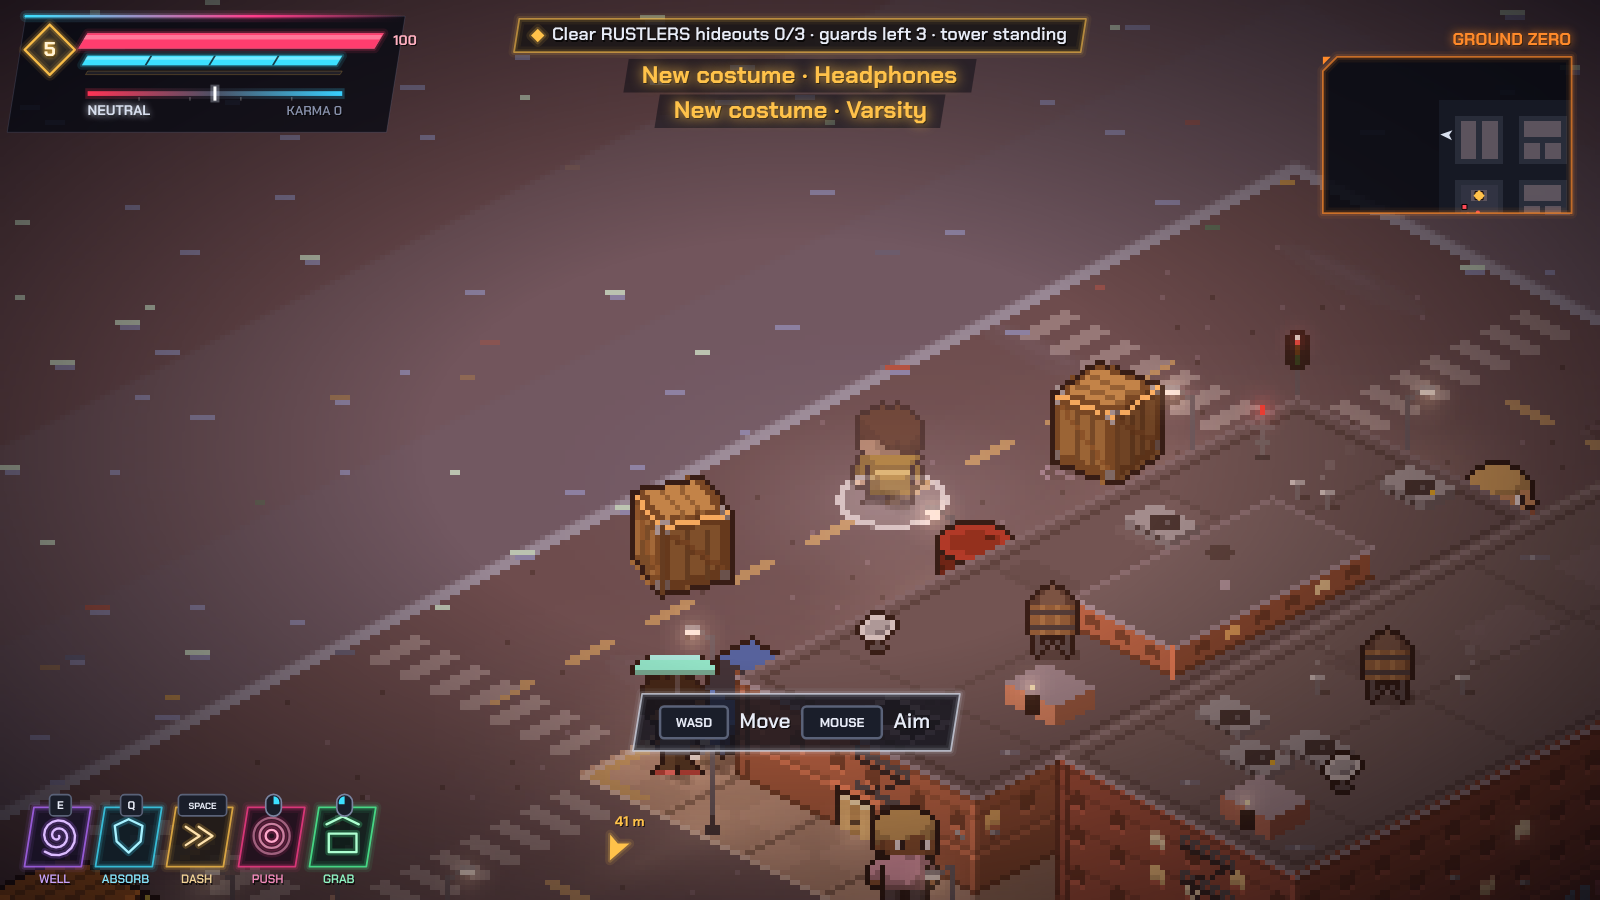 5
100
NEUTRAL
KARMA 0
Clear RUSTLERS hideouts 0/3 · guards left 3 · tower standing
New costume · Headphones
New costume · Varsity
GROUND ZERO
WASD Move MOUSE Aim
41 m
E
Q
SPACE
WELL
ABSORB
DASH
PUSH
GRAB